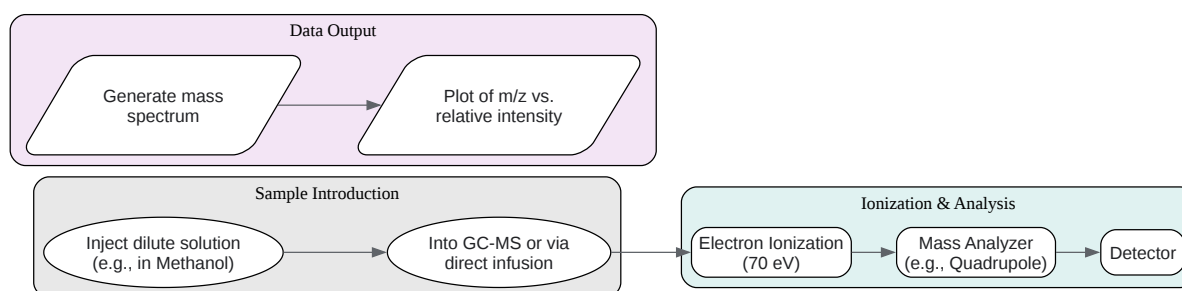 Data Output
Generate mass
spectrum
Plot of m/z vs.
relative intensity
Sample Introduction
Inject dilute solution
(e.g., in Methanol)
Into GC-MS or via
direct infusion
Ionization & Analysis
Electron Ionization
(70 eV)
Mass Analyzer
(e.g., Quadrupole)
Detector